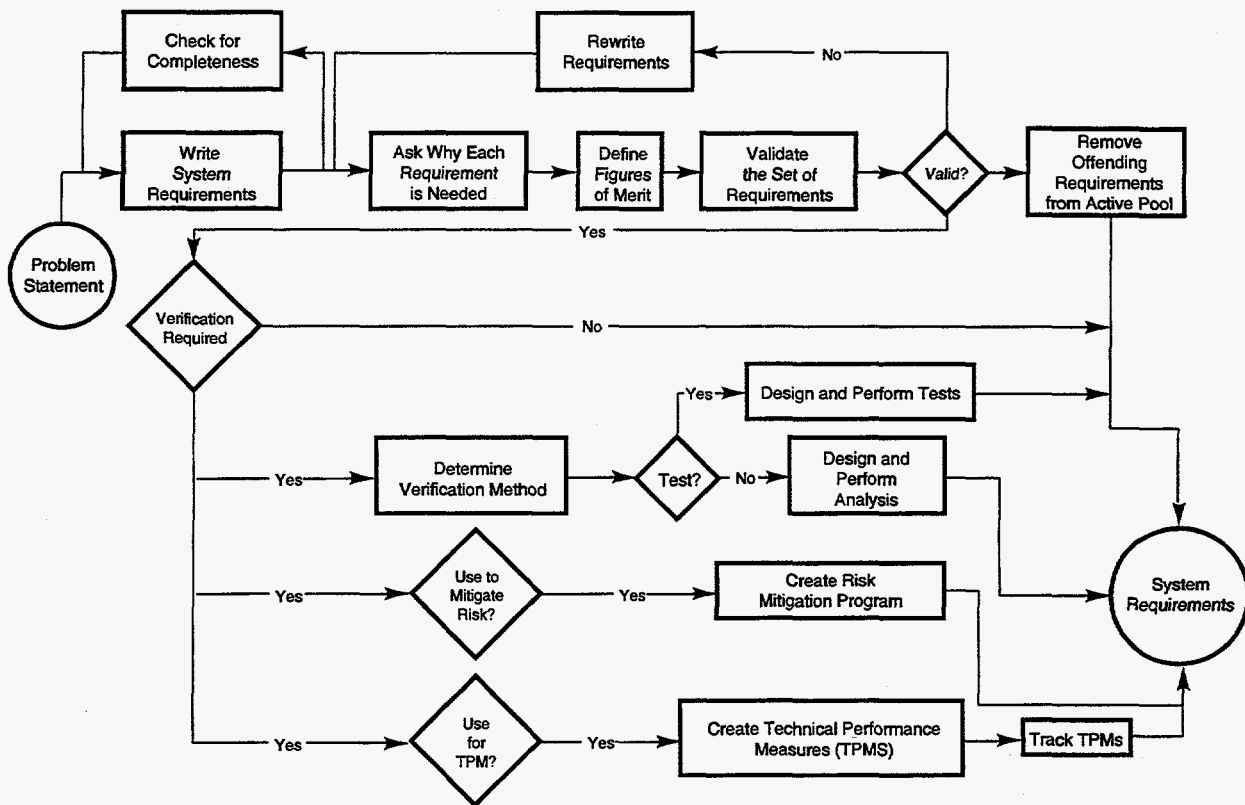 Check for
Completeness
Rewrite
Requirements
No
Write
System
Requirements
Ask Why Each
Requirement
is Needed
Define
Figures
of Merit
Validate
the Set of
Requirements
Valid?
Remove
Offending
Requirements
from Active Pool
Yes
Problem
Statement
Verification
Required
No
Yes
Design and Perform Tests
Yes
Determine
Verification Method
Test?
No
Design and
Perform
Analysis
Yes
Use to
Mitigate
Risk?
Yes
Create Risk
Mitigation Program
System
Requirements
Yes
Use
for
TPM?
Yes
Create Technical Performance
Measures (TPMS)
Track TPMs